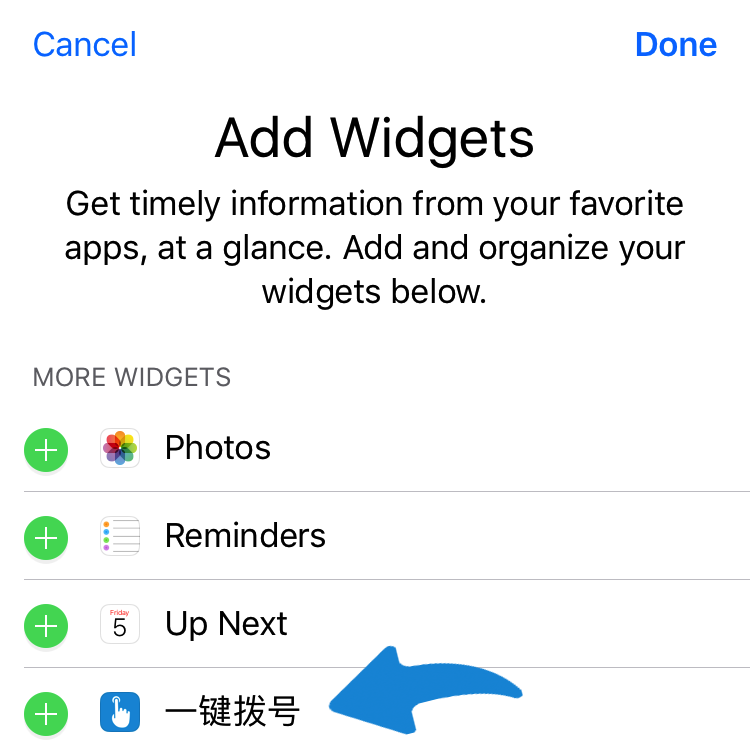 Cancel Done
Add Widgets
Get timely information from your favorite
apps, at a glance. Add and organize your
widgets below.
MORE WIDGETS
Photos
Reminders
Friday
5
Up Next
一键拨号